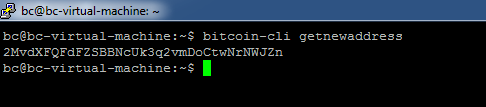 bc@bc-virtual-machine: ~
bc@bc-virtual-machine:~$ bitcoin-cli getnewaddress
2MvdXFQFdFZSBBNcUk3q2vmDoCtwNrNWJZn
bc@bc-virtual-machine:~$